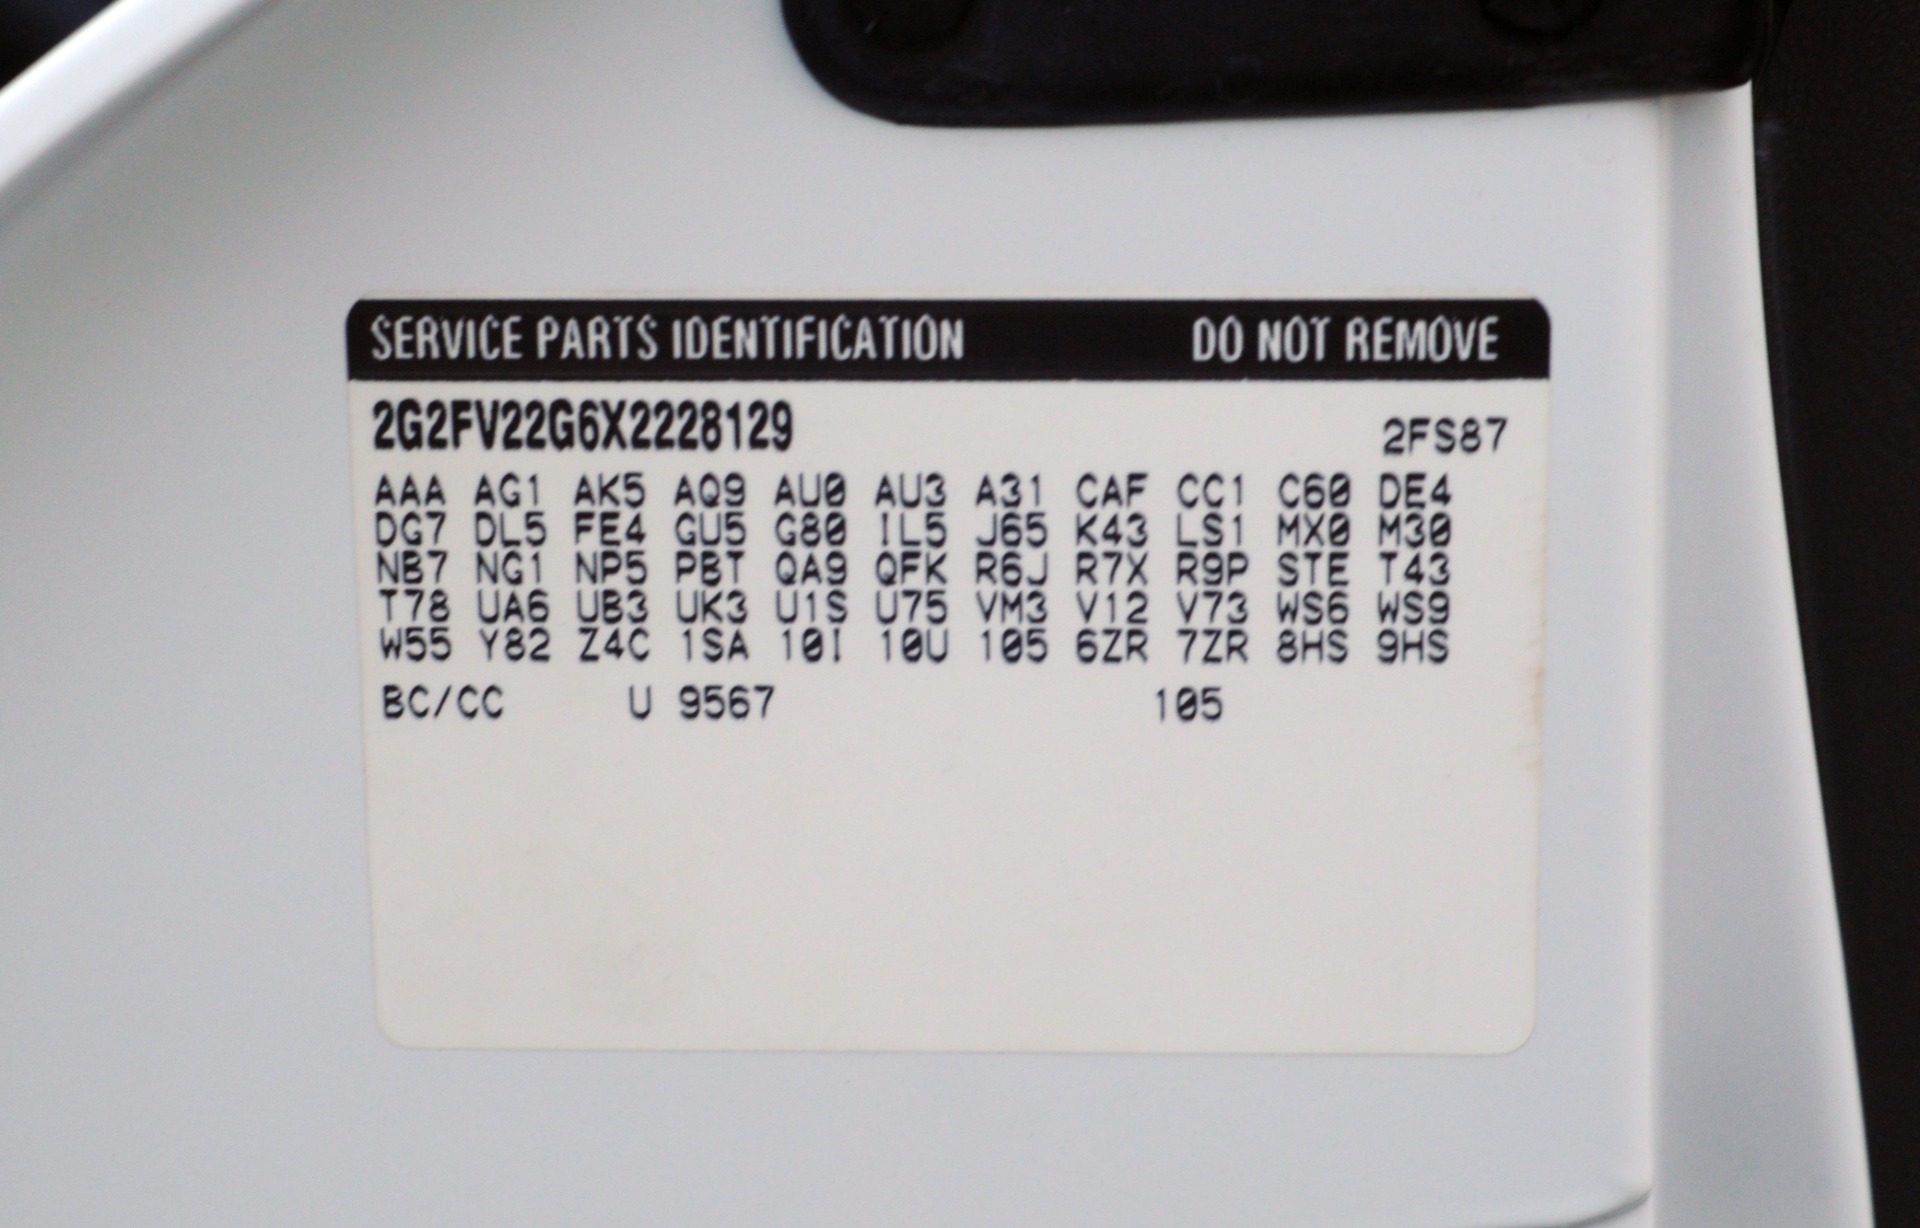 SERVICE PARTS IDENTIFICATION DO NOT REMOVE
2G2FV22G6X2228129 2FS87
AAA AG1 AK5 AQ9 AU0 AU3 A31 CAF CC1 C60 DE4
DG7 DL5 FE4 GU5 G80 IL5 J65 K43 LS1 MX0 M30
NB7 NG1 NP5 PBT QA9 QFK R6J R7X R9P STE T43
T78 UA6 UB3 UK3 U1S U75 VM3 V12 V73 WS6 WS9
W55 Y82 Z4C 1SA 10I 10U 105 6ZR 7ZR 8HS 9HS
BC/CC U 9567 105